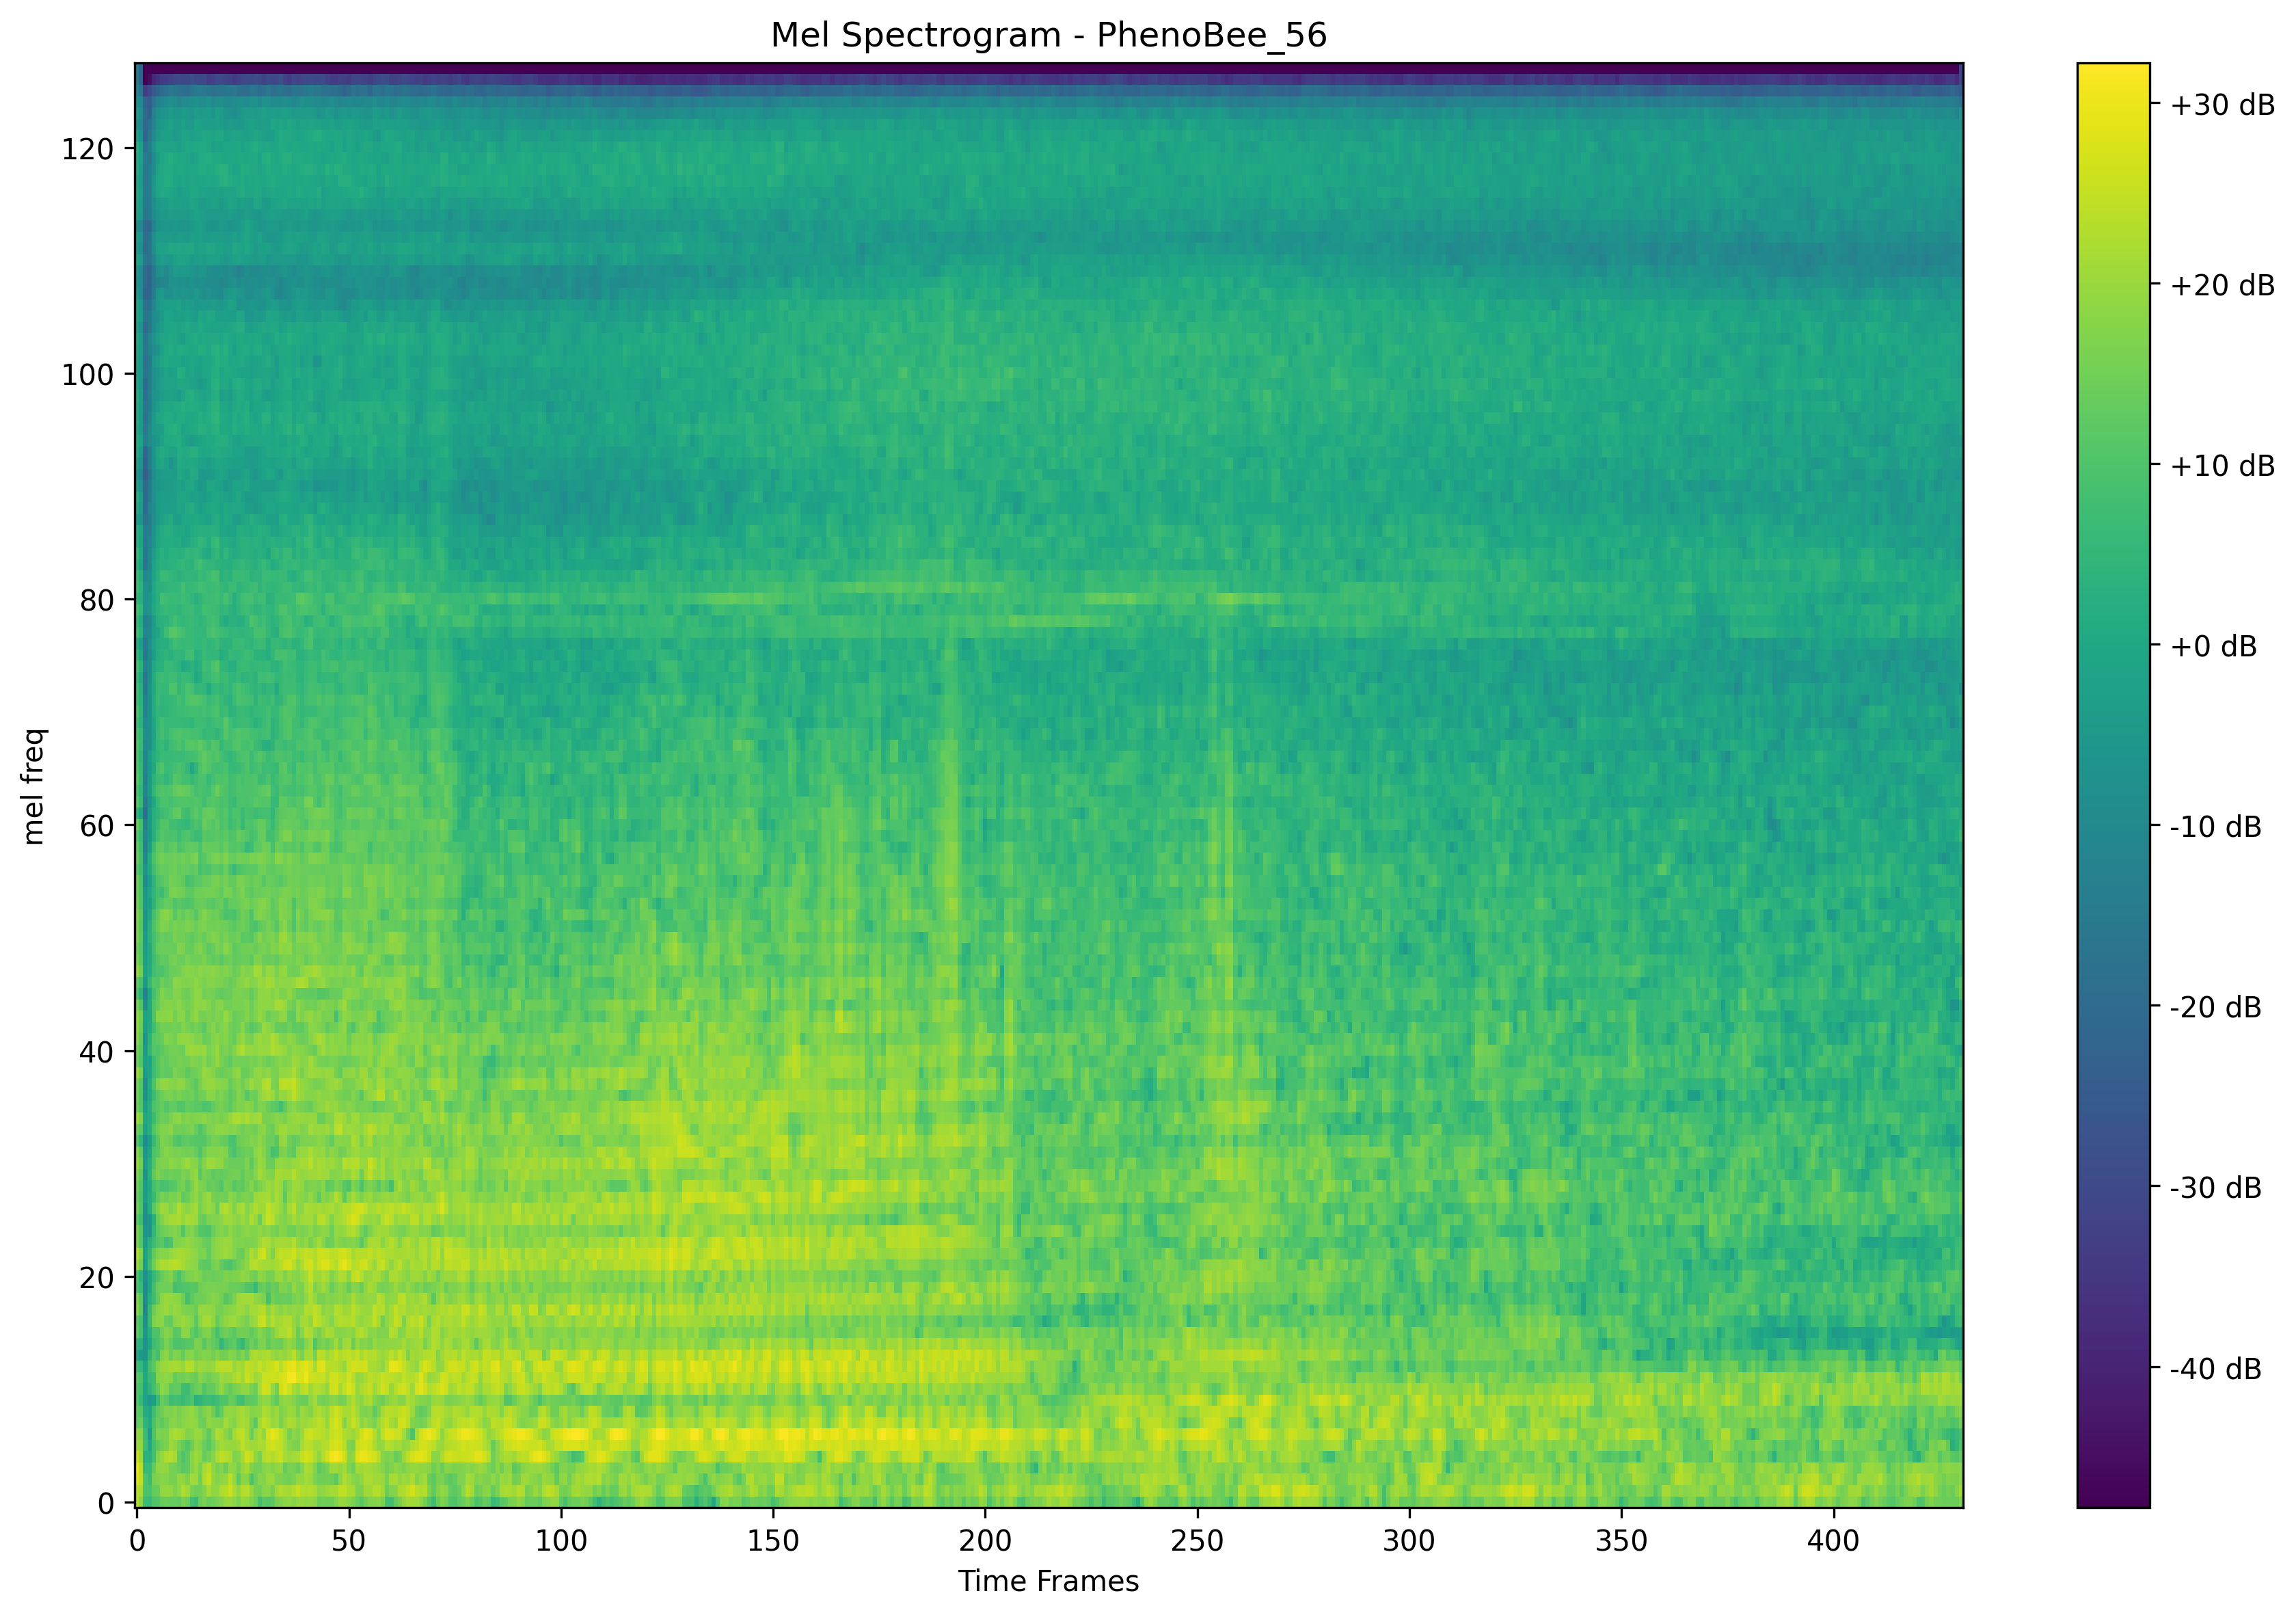 Mel Spectrogram - PhenoBee_56
mel freq
120
100
80
60
40
20
0
0 50 100 150 200 250 300 350 400
Time Frames
+30 dB
+20 dB
+10 dB
+0 dB
-10 dB
-20 dB
-30 dB
-40 dB